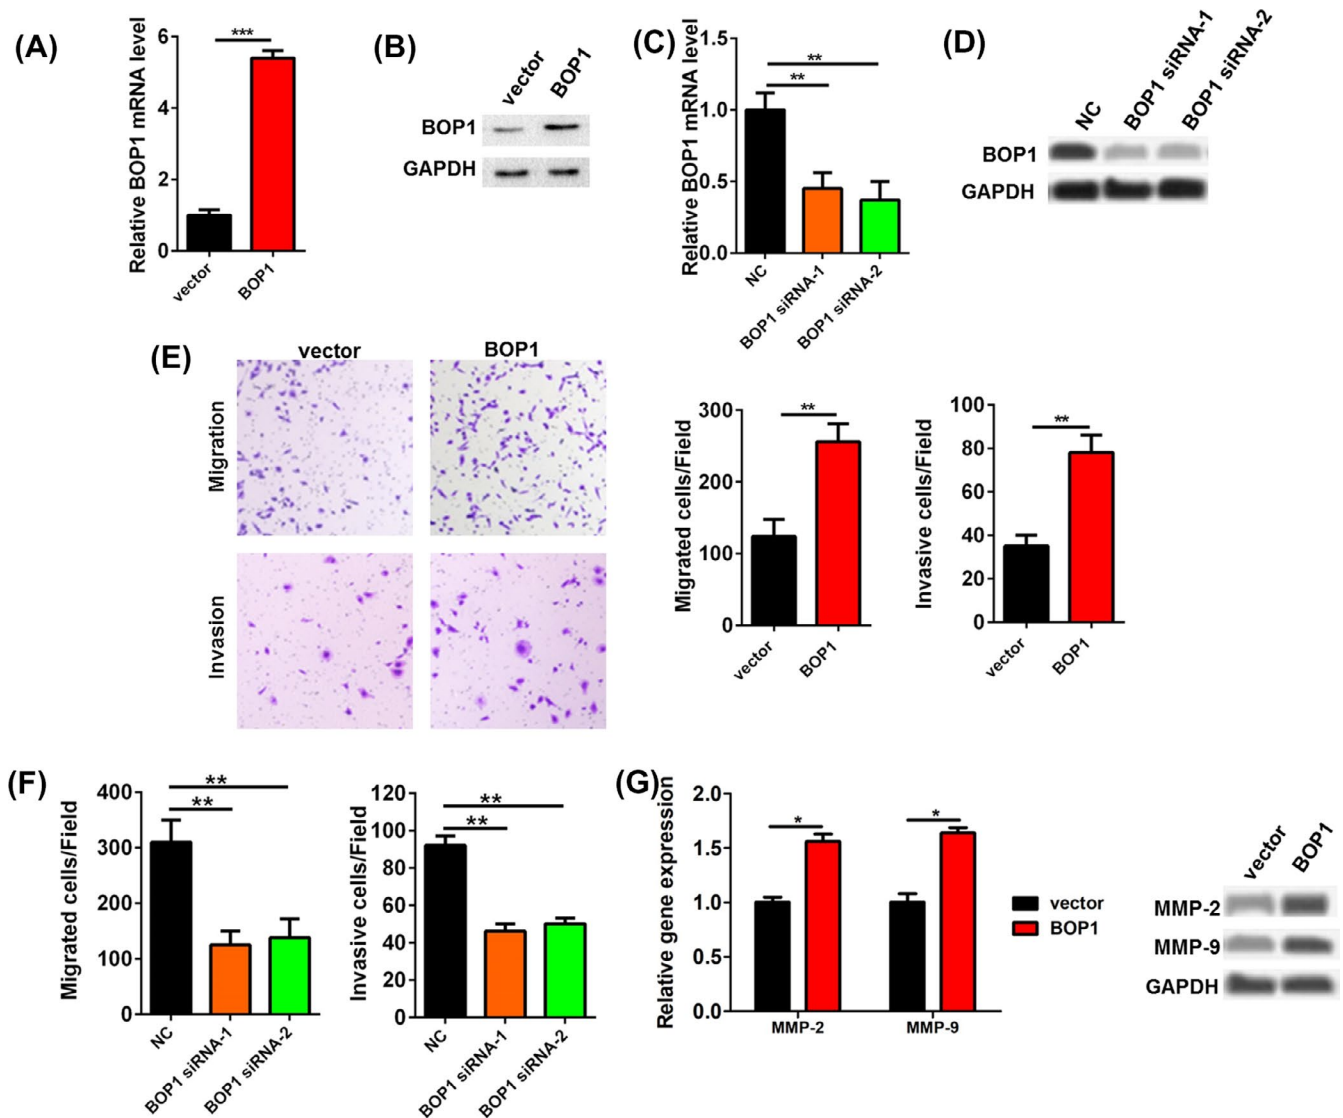 (A)
Relative BOP1 mRNA level
6
4
2
0
***
vector
BOP1
(B)
vector
BOP1
BOP1
GAPDH
(C)
Relative BOP1 mRNA level
1.5
1.0
0.5
0.0
**
**
NC
BOP1 siRNA-1
BOP1 siRNA-2
(D)
NC
BOP1 siRNA-1
BOP1 siRNA-2
BOP1
GAPDH
(E)
vector
BOP1
Migration
Invasion
Migrated cells/Field
300
200
100
0
**
vector
BOP1
Invasive cells/Field
100
80
60
40
20
0
**
vector
BOP1
(F)
Migrated cells/Field
400
300
200
100
0
**
**
NC
BOP1 siRNA-1
BOP1 siRNA-2
Invasive cells/Field
120
100
80
60
40
20
0
**
**
NC
BOP1 siRNA-1
BOP1 siRNA-2
(G)
Relative gene expression
2.0
1.5
1.0
0.5
0.0
*
*
MMP-2
MMP-9
vector
BOP1
vector
BOP1
MMP-2
MMP-9
GAPDH